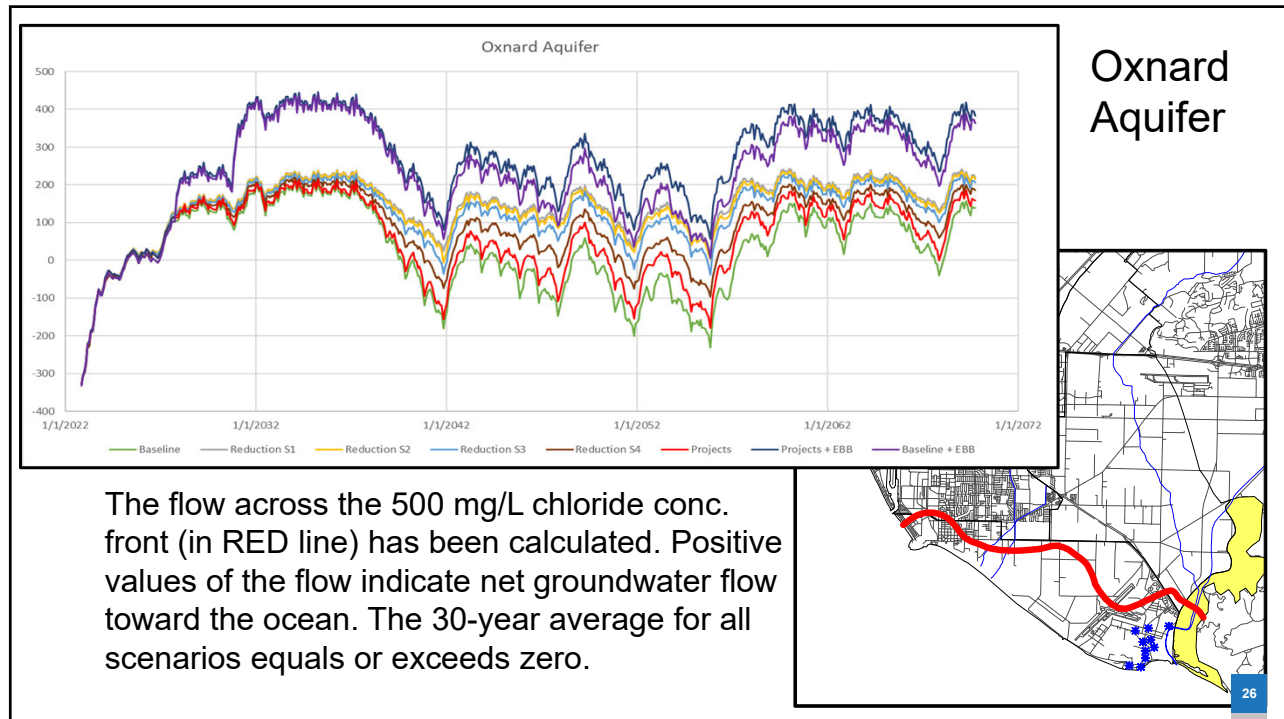 Oxnard Aquifer
500
400
300
200
100
0
-100
-200
-300
-400
1/1/2022 1/1/2032 1/1/2042 1/1/2052 1/1/2062 1/1/2072
Baseline Reduction S1 Reduction S2 Reduction S3 Reduction S4 Projects Projects + EBB Baseline + EBB
Oxnard
Aquifer
The flow across the 500 mg/L chloride conc.
front (in RED line) has been calculated. Positive
values of the flow indicate net groundwater flow
toward the ocean. The 30-year average for all
scenarios equals or exceeds zero.
26